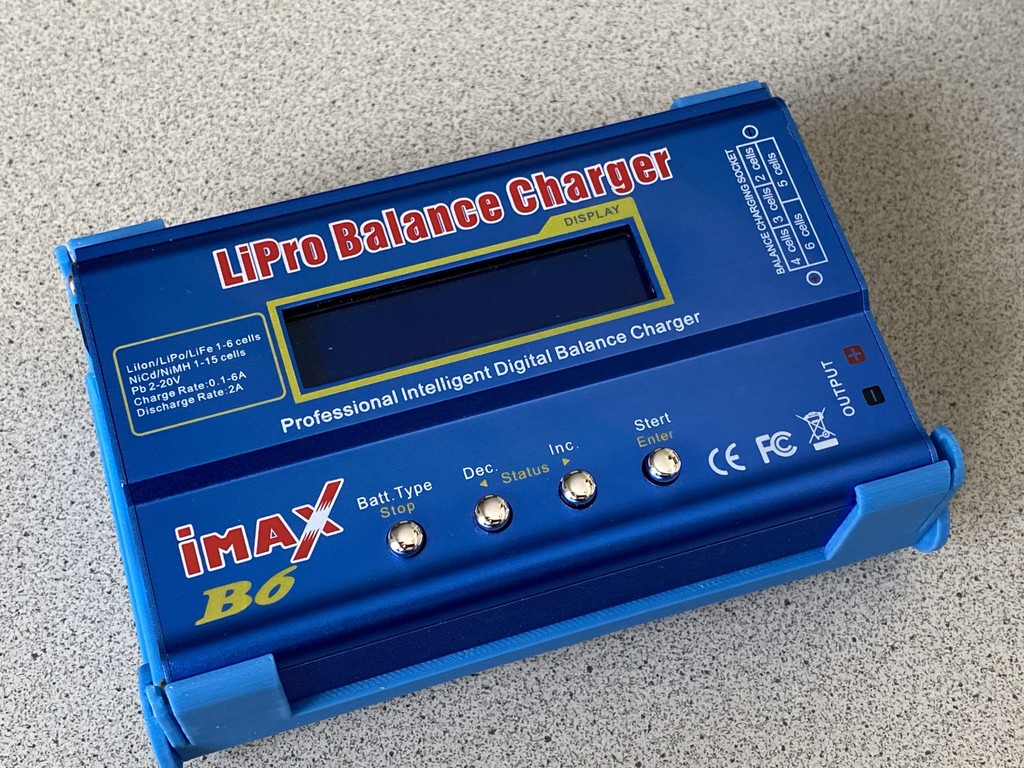 LiPro Balance Charger
DISPLAY
BALANCE CHARGING SOCKET
2 cells
3 cells
4 cells
5 cells
6 cells
LiIon/LiPo/LiFe 1-6 cells
NiCd/NiMH 1-15 cells
Pb 2-20V
Charge Rate:0.1-6A
Discharge Rate:2A
Professional Intelligent Digital Balance Charger
OUTPUT
+
−
Batt.Type
Stop
Dec.
Inc.
◄ Status ►
Stert
Enter
CE FC
iMAX
B6